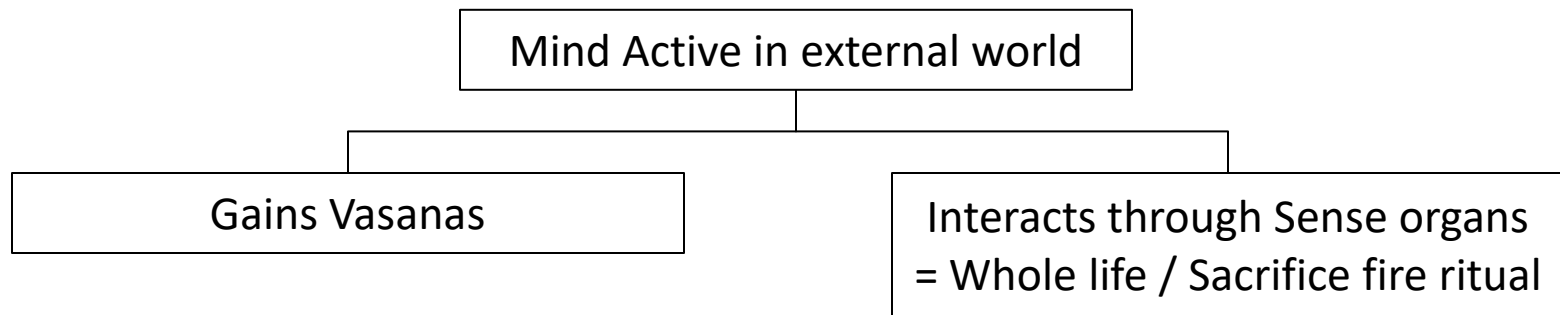 Mind Active in external world
Gains Vasanas
Interacts through Sense organs
= Whole life / Sacrifice fire ritual